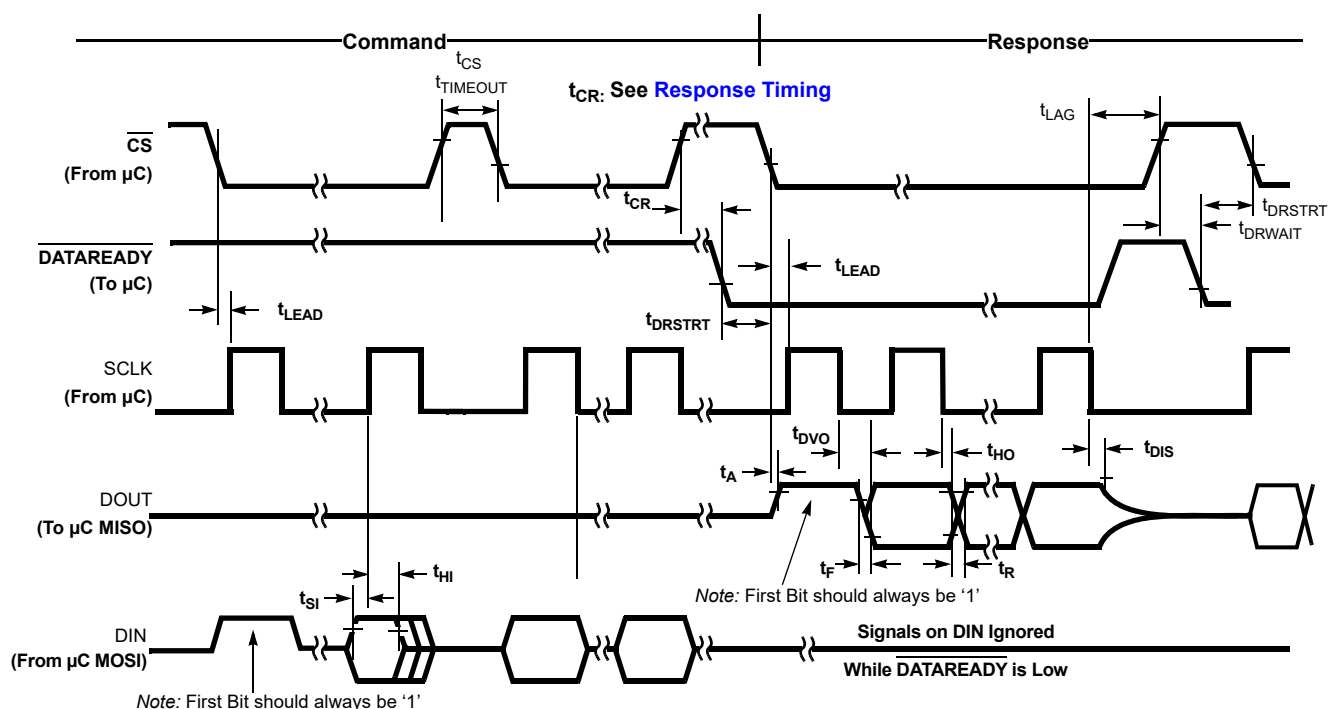 Command
Response
tCS
tTIMEOUT
tCR: See Response Timing
tLAG
CS
(From µC)
tCR
tDRSTRT
tDRWAIT
DATAREADY
(To µC)
tLEAD
tLEAD
tDRSTRT
SCLK
(From µC)
tDVO
tHO
tDIS
tA
DOUT
(To µC MISO)
tHI
tF
tR
tSI
Note: First Bit should always be ‘1’
DIN
(From µC MOSI)
Signals on DIN Ignored
While DATAREADY is Low
Note: First Bit should always be ‘1’